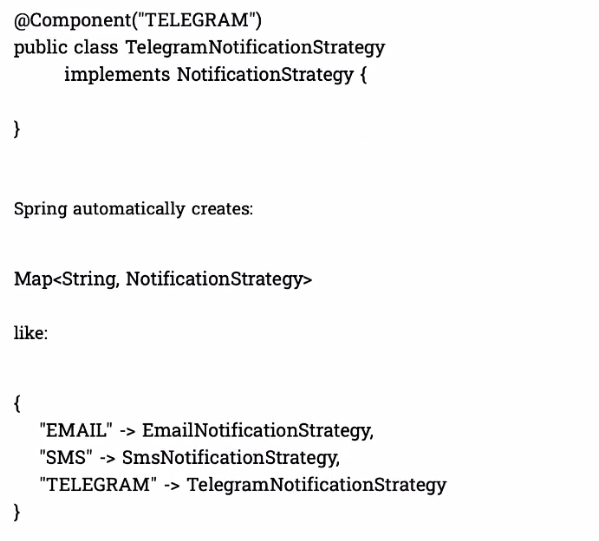 @Component("TELEGRAM")
public class TelegramNotificationStrategy
implements NotificationStrategy {
}
Spring automatically creates:
Map<String, NotificationStrategy>
like:
{
"EMAIL" -> EmailNotificationStrategy,
"SMS" -> SmsNotificationStrategy,
"TELEGRAM" -> TelegramNotificationStrategy
}